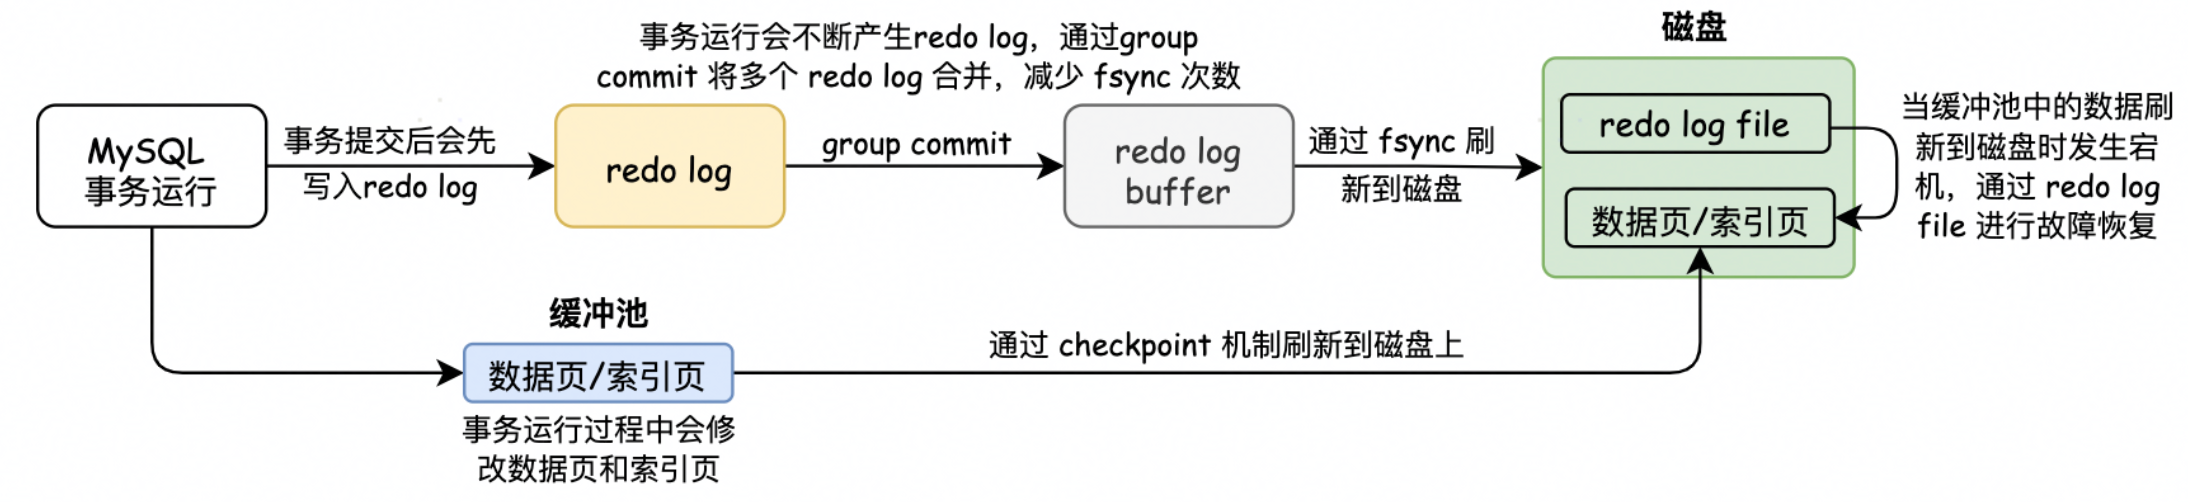 磁盘
事务运行会不断产生redo log，通过group
commit 将多个 redo log 合并，减少 fsync 次数
MySQL
事务运行
事务提交后会先
写入redo log
redo log
group commit
redo log
buffer
通过 fsync 刷
新到磁盘
redo log file
数据页/索引页
当缓冲池中的数据刷
新到磁盘时发生宕
机，通过 redo log
file 进行故障恢复
缓冲池
数据页/索引页
事务运行过程中会修
改数据页和索引页
通过 checkpoint 机制刷新到磁盘上